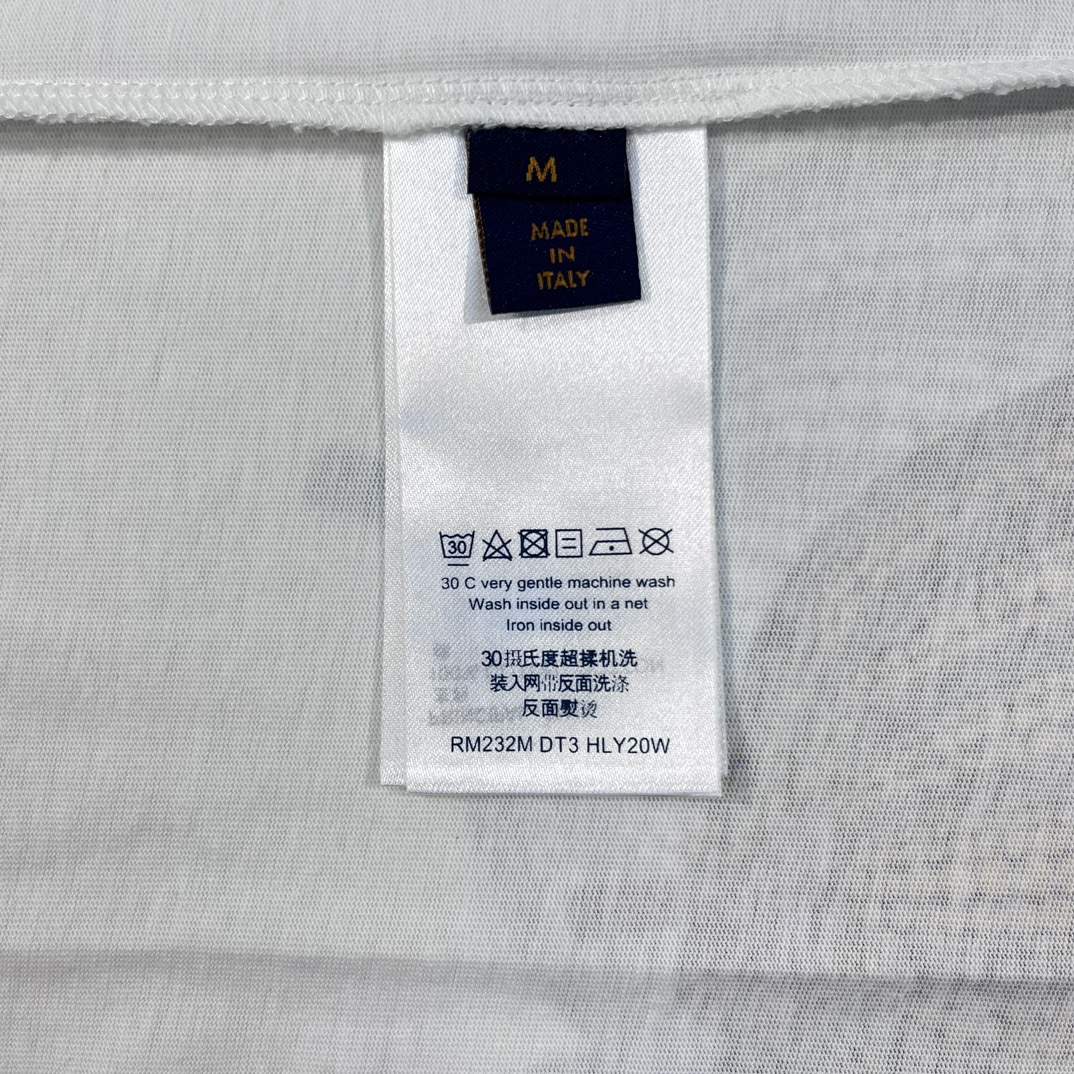 M
MADE
IN
ITALY
30
30 C very gentle machine wash
Wash inside out in a net
Iron inside out
30摄氏度超揉机洗
装入网带反面洗涤
反面熨烫
RM232M DT3 HLY20W